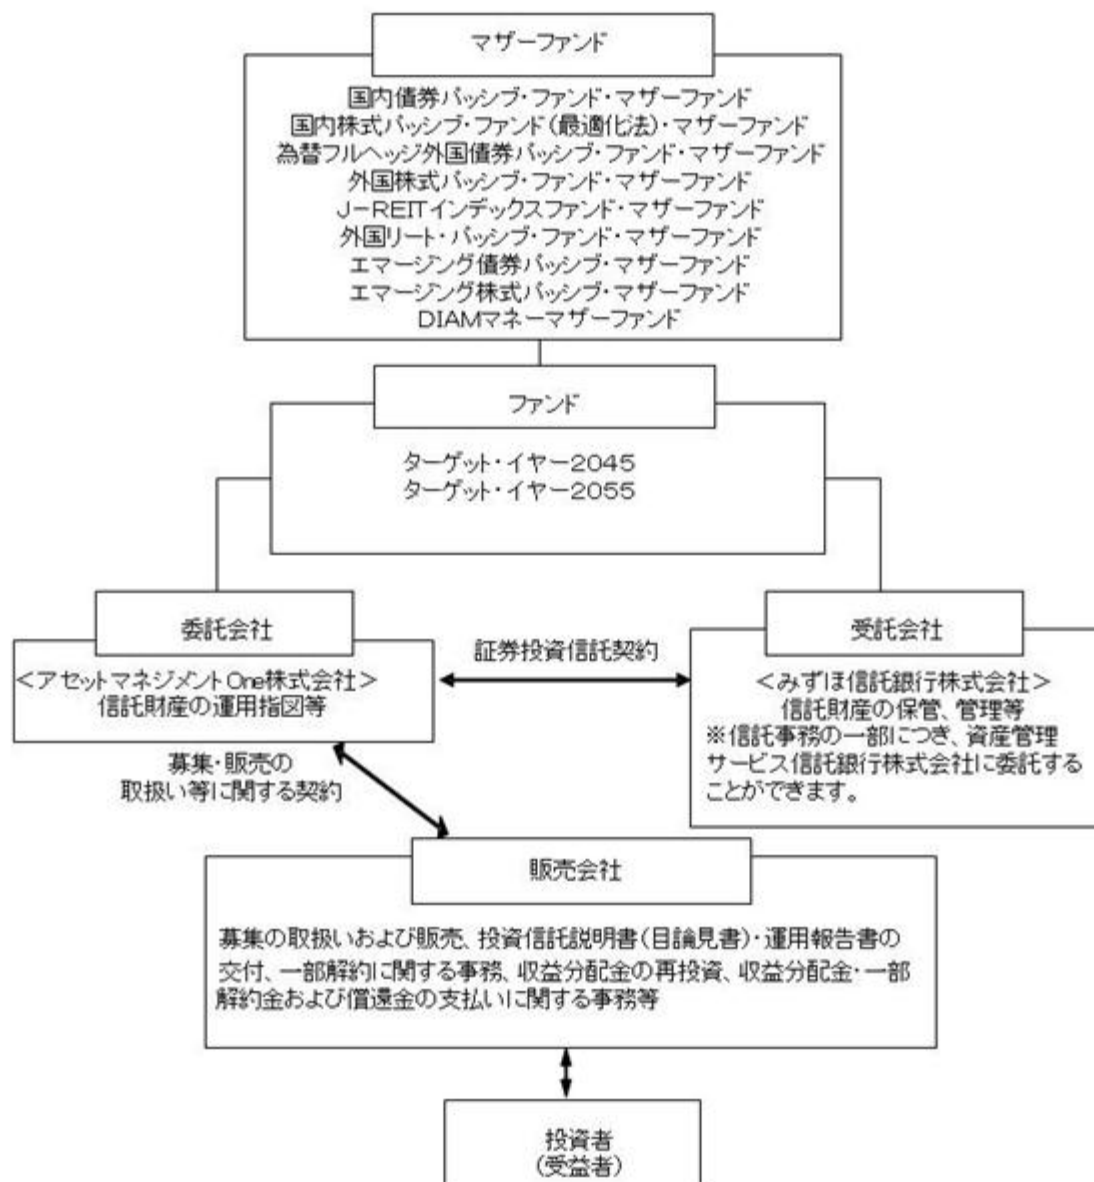 マザーファンド
国内債券パッシブ・ファンド・マザーファンド
国内株式パッシブ・ファンド(最適化法)・マザーファンド
為替フルヘッジ外国債券パッシブ・ファンド・マザーファンド
外国株式パッシブ・ファンド・マザーファンド
J-REITインデックスファンド・マザーファンド
外国リート・パッシブ・ファンド・マザーファンド
エマージング債券パッシブ・マザーファンド
エマージング株式パッシブ・マザーファンド
DIAMマネーマザーファンド
ファンド
ターゲット・イヤー2045
ターゲット・イヤー2055
委託会社
<アセットマネジメントOne株式会社>
信託財産の運用指図等
証券投資信託契約
受託会社
<みずほ信託銀行株式会社>
信託財産の保管、管理等
※信託事務の一部につき、資産管理
サービス信託銀行株式会社に委託する
ことができます。
募集・販売の
取扱い等に関する契約
販売会社
募集の取扱いおよび販売、投資信託説明書(目論見書)・運用報告書の
交付、一部解約に関する事務、収益分配金の再投資、収益分配金・一部
解約金および償還金の支払いに関する事務等
投資者
(受益者)